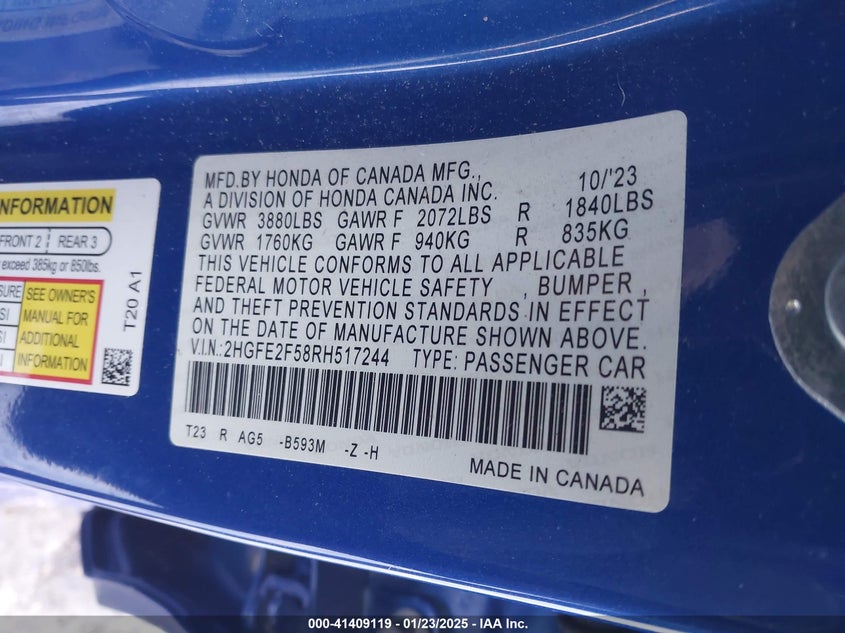 INFORMATION
FRONT 2 REAR 3
exceed 385kg or 850lbs.
SEE OWNER'S
MANUAL FOR
ADDITIONAL
INFORMATION
T20 A1
MFD.BY HONDA OF CANADA MFG., 10/'23
A DIVISION OF HONDA CANADA INC.
GVWR 3880LBS GAWR F 2072LBS R 1840LBS
GVWR 1760KG GAWR F 940KG R 835KG
THIS VEHICLE CONFORMS TO ALL APPLICABLE
FEDERAL MOTOR VEHICLE SAFETY , BUMPER ,
AND THEFT PREVENTION STANDARDS IN EFFECT
ON THE DATE OF MANUFACTURE SHOWN ABOVE.
V.I.N.:2HGFE2F58RH517244 TYPE: PASSENGER CAR
T23 R AG5 -B593M -Z -H
MADE IN CANADA
000-41409119 - 01/23/2025 - IAA Inc.